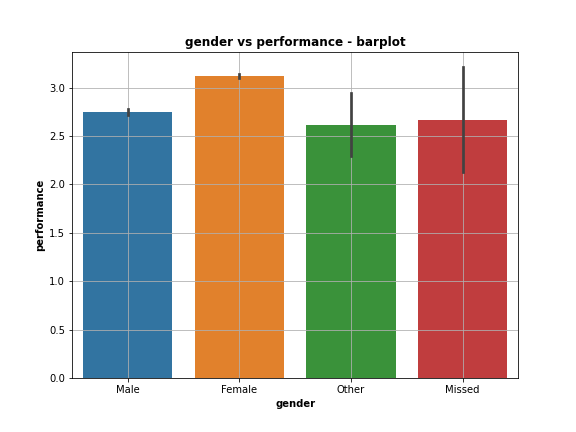 gender vs performance - barplot
3.0
2.5
2.0
1.5
1.0
0.5
0.0
performance
Male Female Other Missed
gender